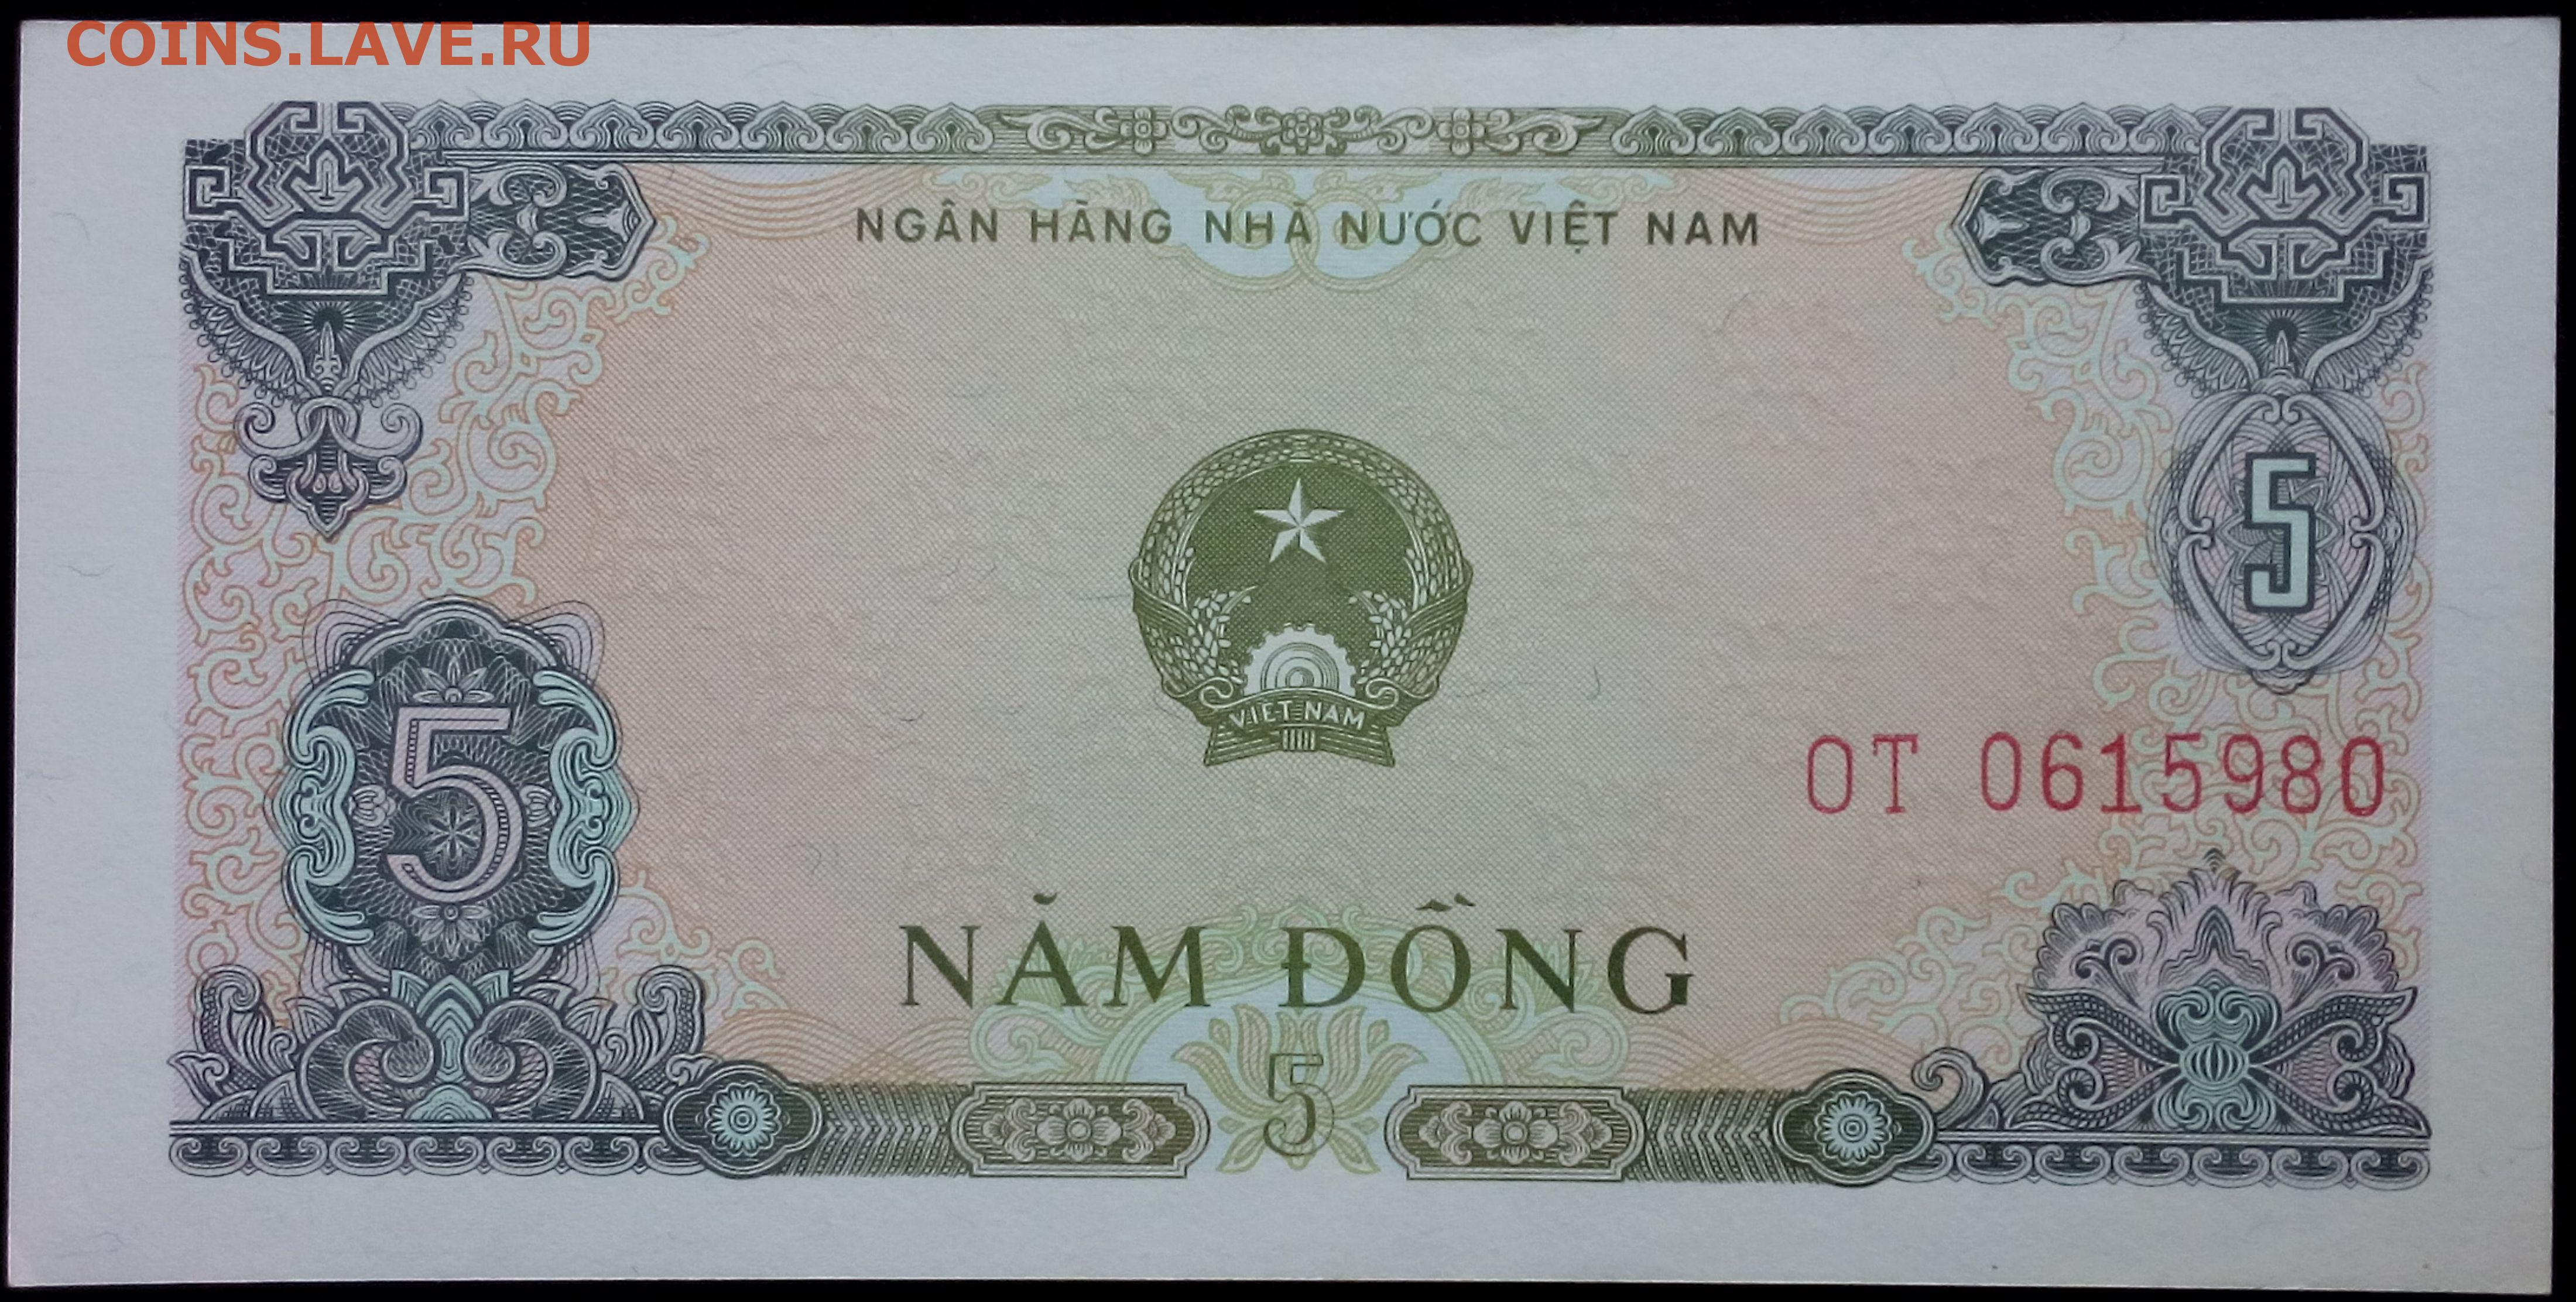 COINS.LAVE.RU
NGÂN HÀNG NHÀ NƯỚC VIỆT NAM
5
VIỆT NAM
5
OT 0615980
NĂM ĐỒNG
5